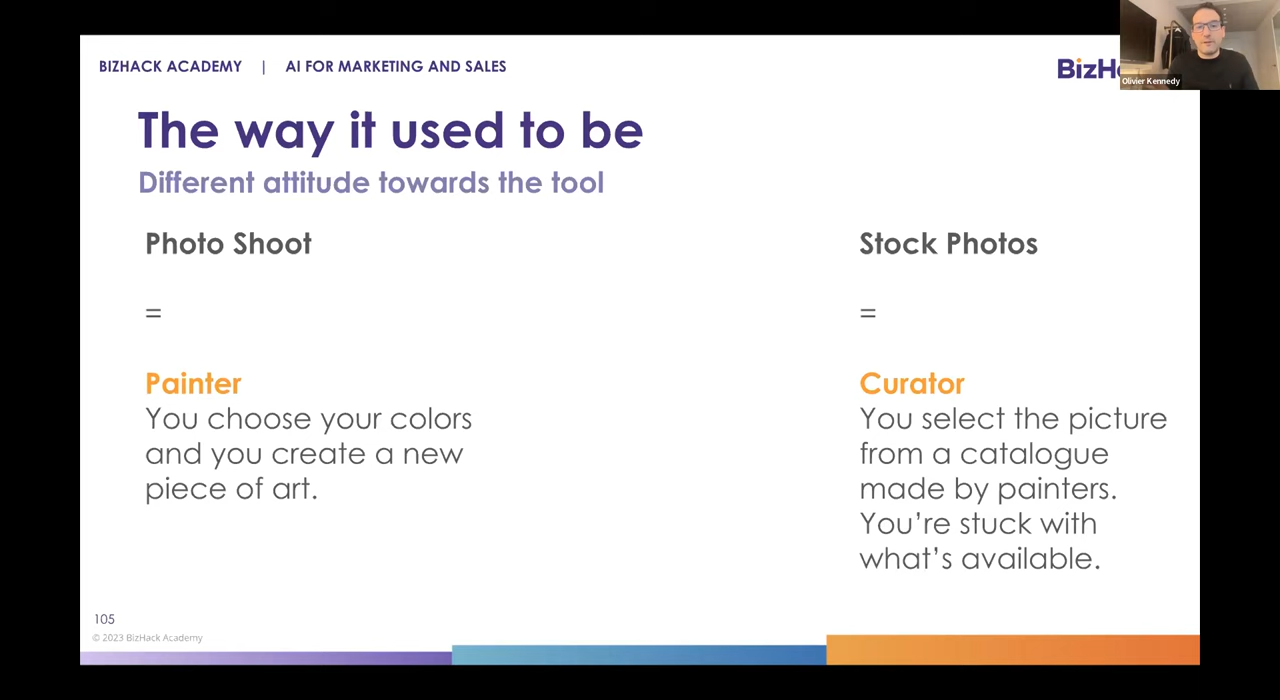 BIZHACK ACADEMY | AI FOR MARKETING AND SALES
Olivier Kennedy
The way it used to be
Different attitude towards the tool
Photo Shoot
=
Painter
You choose your colors
and you create a new
piece of art.
Stock Photos
=
Curator
You select the picture
from a catalogue
made by painters.
You’re stuck with
what’s available.
105
© 2023 BizHack Academy